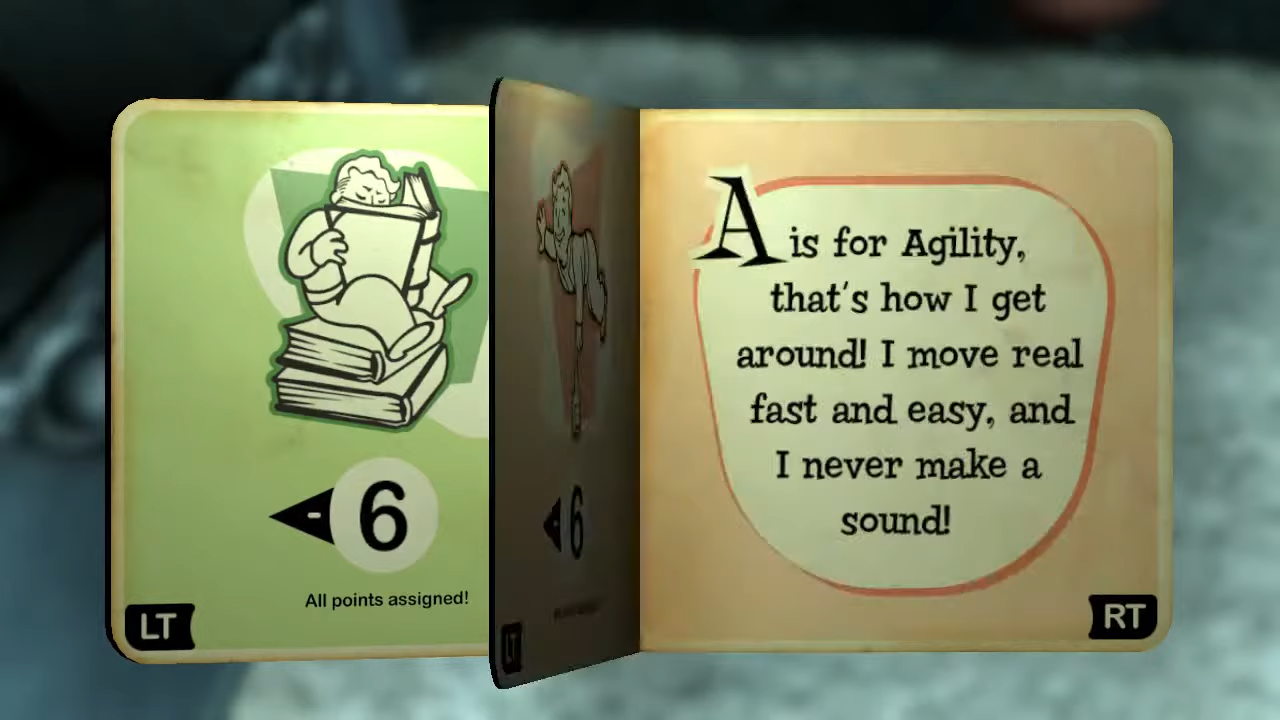 6
All points assigned!
LT
6
LT
A is for Agility,
that's how I get
around! I move real
fast and easy, and
I never make a
sound!
RT